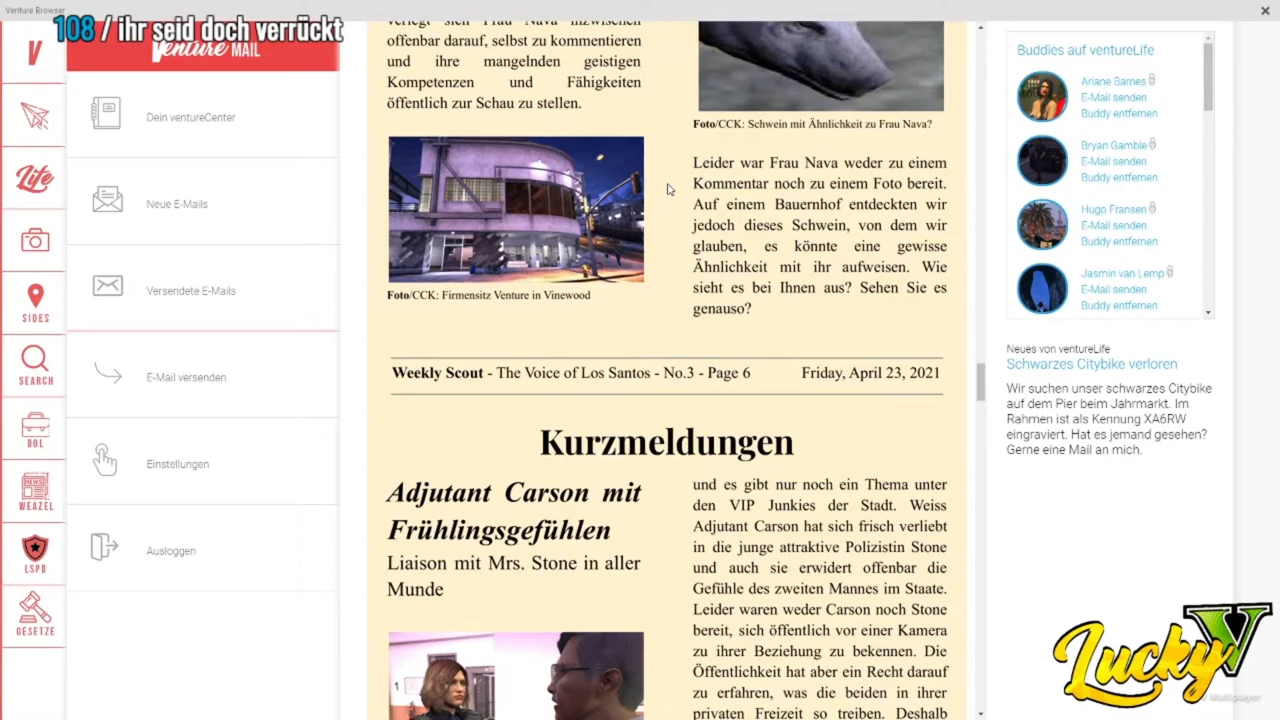 Venture Browser
108 / ihr seid doch verrückt
venture MAIL
V
Life
SIDES
SEARCH
DOL
NEWS
WEAZEL
LSPD
GESETZE
Dein ventureCenter
Neue E-Mails
Versendete E-Mails
E-Mail versenden
Einstellungen
Ausloggen
offenbar darauf, selbst zu kommentieren
und ihre mangelnden geistigen
Kompetenzen und Fähigkeiten
öffentlich zur Schau zu stellen.
Foto/CCK: Firmensitz Venture in Vinewood
Foto/CCK: Schwein mit Ähnlichkeit zu Frau Nava?
Leider war Frau Nava weder zu einem
Kommentar noch zu einem Foto bereit.
Auf einem Bauernhof entdeckten wir
jedoch dieses Schwein, von dem wir
glauben, es könnte eine gewisse
Ähnlichkeit mit ihr aufweisen. Wie
sieht es bei Ihnen aus? Sehen Sie es
genauso?
Weekly Scout - The Voice of Los Santos - No.3 - Page 6 Friday, April 23, 2021
Kurzmeldungen
Adjutant Carson mit
Frühlingsgefühlen
Liaison mit Mrs. Stone in aller
Munde
und es gibt nur noch ein Thema unter
den VIP Junkies der Stadt. Weiss
Adjutant Carson hat sich frisch verliebt
in die junge attraktive Polizistin Stone
und auch sie erwidert offenbar die
Gefühle des zweiten Mannes im Staate.
Leider waren weder Carson noch Stone
bereit, sich öffentlich vor einer Kamera
zu ihrer Beziehung zu bekennen. Die
Öffentlichkeit hat aber ein Recht darauf
zu erfahren, was die beiden in ihrer
privaten Freizeit so treiben. Deshalb
Buddies auf ventureLife
Ariane Barnes
E-Mail senden
Buddy entfernen
Bryan Gamble
E-Mail senden
Buddy entfernen
Hugo Fransen
E-Mail senden
Buddy entfernen
Jasmin van Lemp
E-Mail senden
Buddy entfernen
Neues von ventureLife
Schwarzes Citybike verloren
Wir suchen unser schwarzes Citybike
auf dem Pier beim Jahrmarkt. Im
Rahmen ist als Kennung XA6RW
eingraviert. Hat es jemand gesehen?
Gerne eine Mail an mich.
LuckyV
Multiplayer